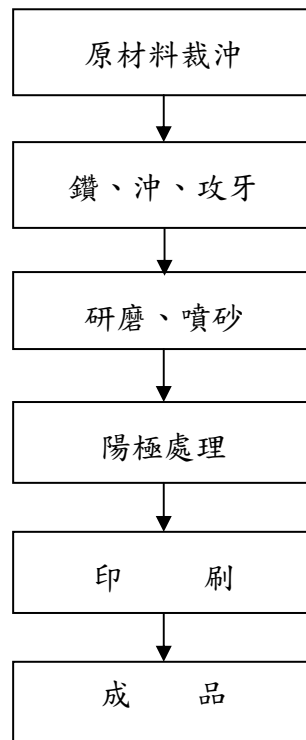 原材料裁沖
鑽、沖、攻牙
研磨、噴砂
陽極處理
印 刷
成 品